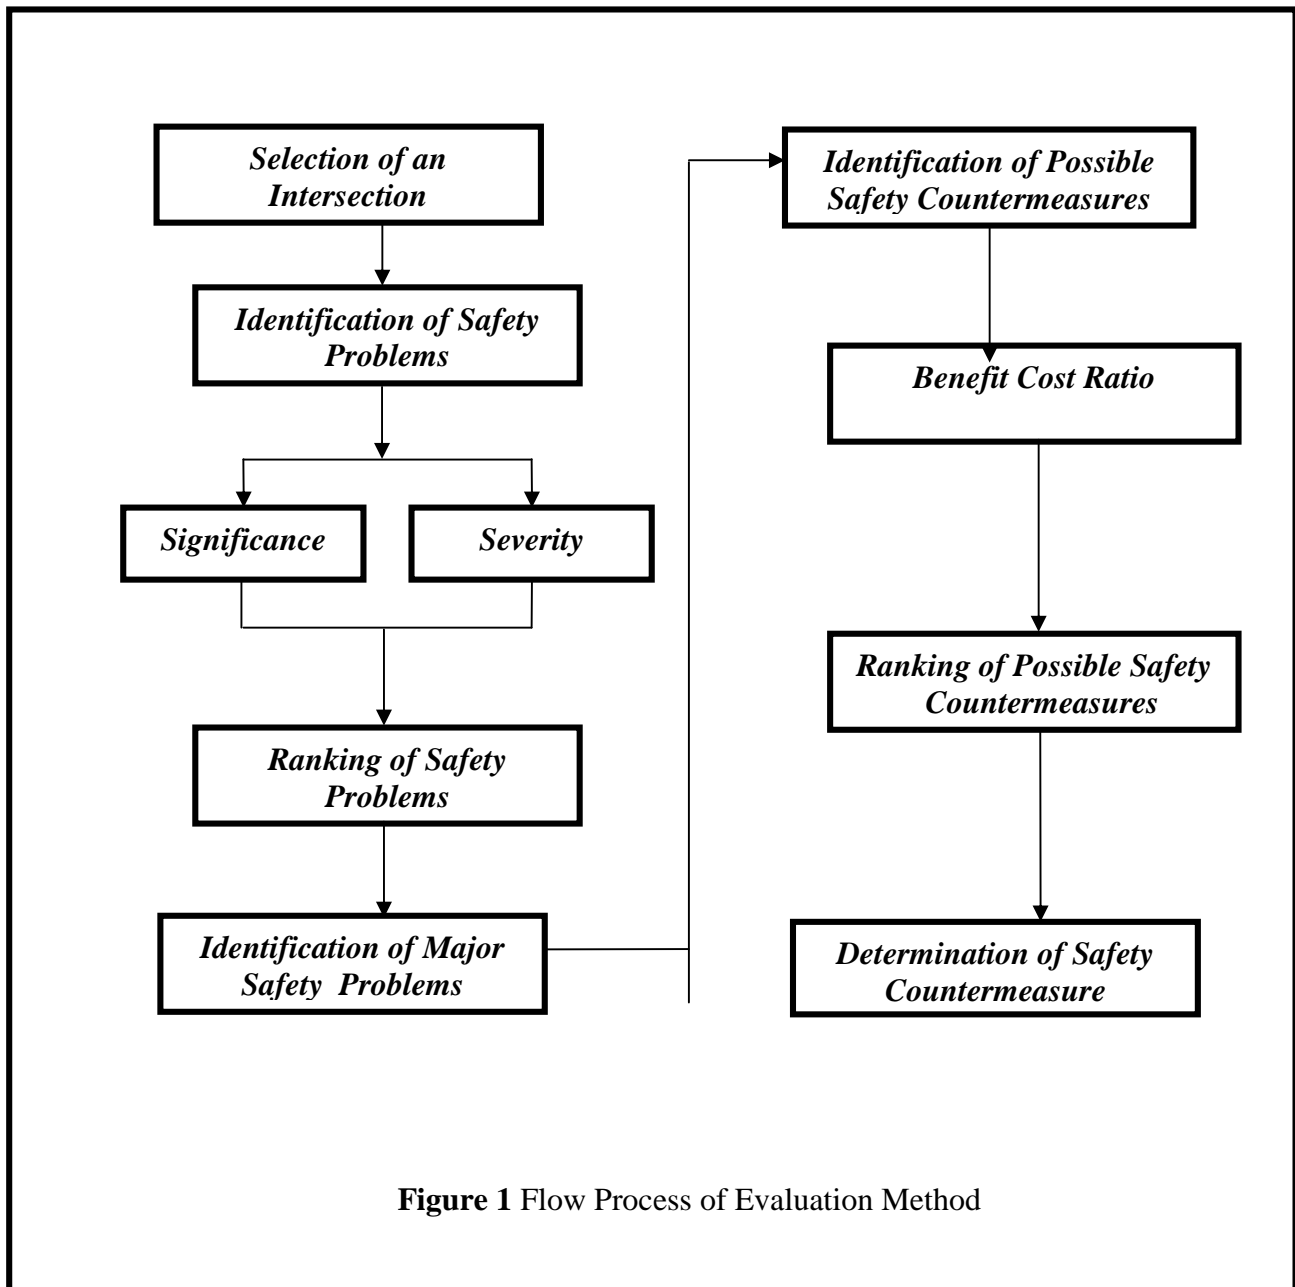 Selection of an
Intersection
Identification of Safety
Problems
Significance
Severity
Ranking of Safety
Problems
Identification of Major
Safety Problems
Identification of Possible
Safety Countermeasures
Benefit Cost Ratio
Ranking of Possible Safety
Countermeasures
Determination of Safety
Countermeasure
Figure 1 Flow Process of Evaluation Method